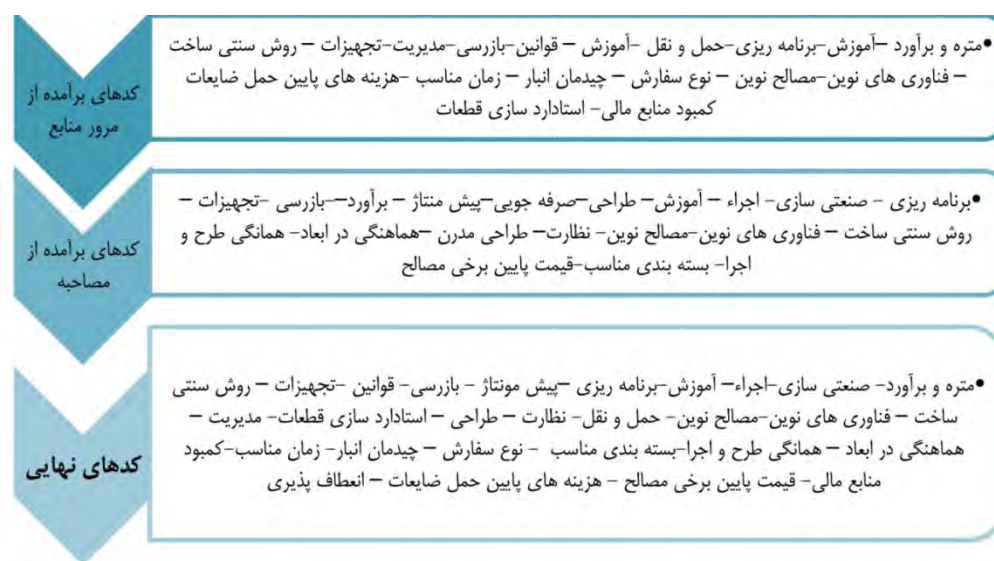 کدهای برآمده از
مرور منابع
•متره و برآورد –آموزش-برنامه ریزی-حمل و نقل -آموزش – قوانین-بازرسی-مدیریت-تجهیزات – روش سنتی ساخت
– فناوری های نوین-مصالح نوین – نوع سفارش – چیدمان انبار – زمان مناسب -هزینه های پایین حمل ضایعات
کمبود منابع مالی- استادارد سازی قطعات
کدهای برآمده از
مصاحبه
•برنامه ریزی – صنعتی سازی- اجراء – آموزش- طراحی-صرفه جویی-پیش منتاژ – برآورد—-بازرسی -تجهیزات –
روش سنتی ساخت – فناوری های نوین-مصالح نوین- نظارت- طراحی مدرن –هماهنگی در ابعاد- همانگی طرح و
اجرا- بسته بندی مناسب-قیمت پایین برخی مصالح
کدهای نهایی
•متره و برآورد- صنعتی سازی-اجراء- آموزش-برنامه ریزی –پیش مونتاژ - بازرسی- قوانین -تجهیزات – روش سنتی
ساخت – فناوری های نوین-مصالح نوین- حمل و نقل- نظارت – طراحی – استادارد سازی قطعات- مدیریت –
هماهنگی در ابعاد – همانگی طرح و اجرا-بسته بندی مناسب - نوع سفارش – چیدمان انبار- زمان مناسب-کمبود
منابع مالی- قیمت پایین برخی مصالح – هزینه های پایین حمل ضایعات – انعطاف پذیری